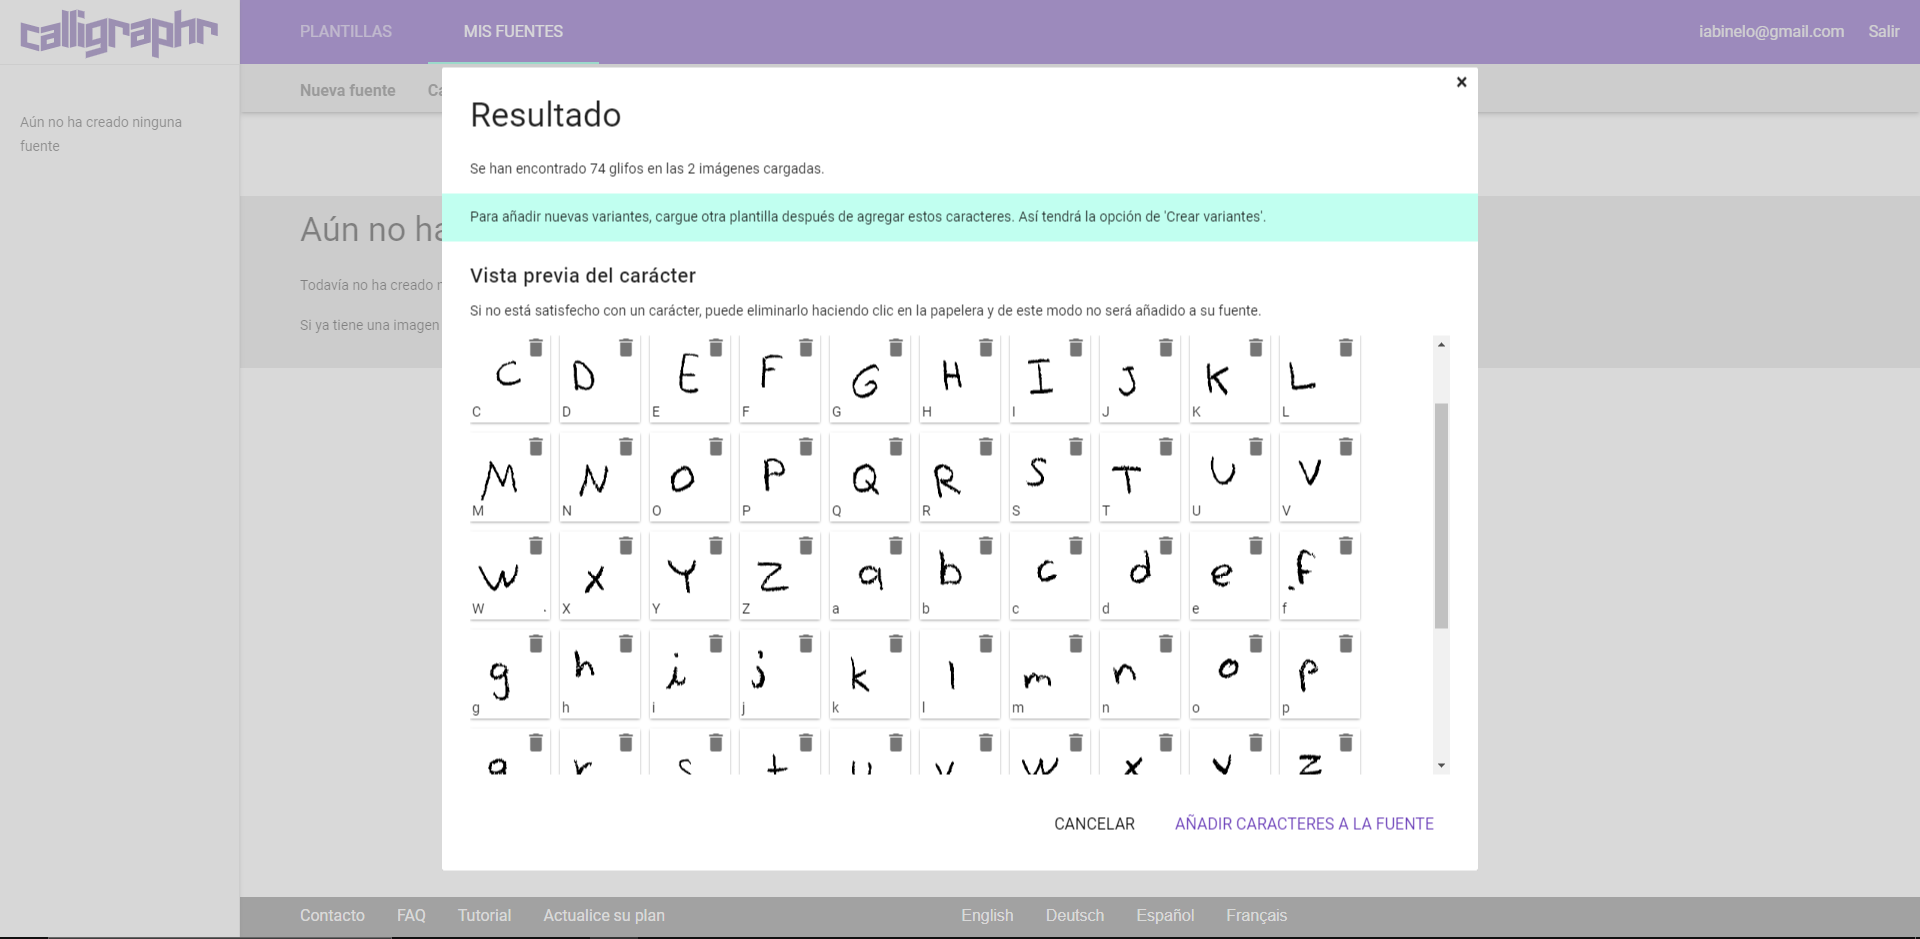 calligraphr
PLANTILLAS
MIS FUENTES
iabinelo@gmail.com
Salir
Nueva fuente
Ca
Aún no ha creado ninguna
fuente
Aún no ha
Todavía no ha creado n
Si ya tiene una imagen
×
Resultado
Se han encontrado 74 glifos en las 2 imágenes cargadas.
Para añadir nuevas variantes, cargue otra plantilla después de agregar estos caracteres. Así tendrá la opción de 'Crear variantes'.
Vista previa del carácter
Si no está satisfecho con un carácter, puede eliminarlo haciendo clic en la papelera y de este modo no será añadido a su fuente.
C D E F G H I J K L
C D E F G H I J K L
M N O P Q R S T U V
M N O P Q R S T U V
W X Y Z a b c d e f
W X Y Z a b c d e f
g h i j k l m n o p
g h i j k l m n o p
q r s t u v w x y z
CANCELAR
AÑADIR CARACTERES A LA FUENTE
Contacto FAQ Tutorial Actualice su plan English Deutsch Español Français